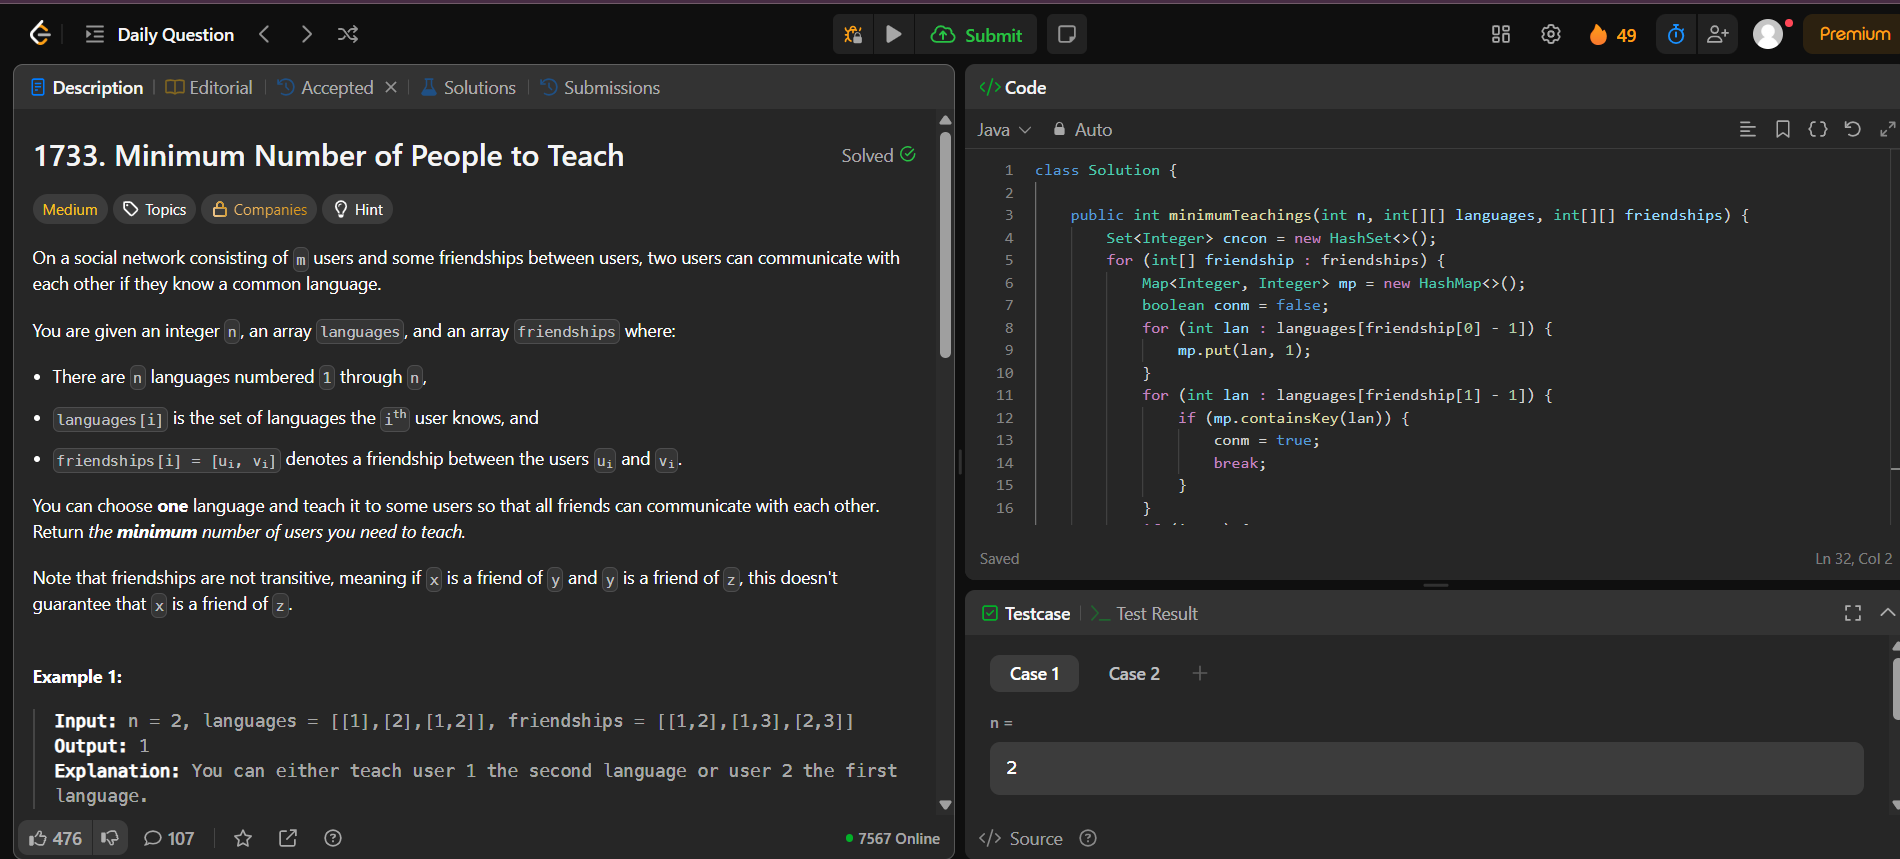 Daily Question
Submit
49
Premium
Description
Editorial
Accepted
Solutions
Submissions
1733. Minimum Number of People to Teach
Solved
Medium
Topics
Companies
Hint
On a social network consisting of m users and some friendships between users, two users can communicate with
each other if they know a common language.
You are given an integer n, an array languages, and an array friendships where:
• There are n languages numbered 1 through n,
• languages[i] is the set of languages the iᵗʰ user knows, and
• friendships[i] = [uᵢ, vᵢ] denotes a friendship between the users uᵢ and vᵢ.
You can choose one language and teach it to some users so that all friends can communicate with each other.
Return the minimum number of users you need to teach.
Note that friendships are not transitive, meaning if x is a friend of y and y is a friend of z, this doesn't
guarantee that x is a friend of z.
Example 1:
Input: n = 2, languages = [[1],[2],[1,2]], friendships = [[1,2],[1,3],[2,3]]
Output: 1
Explanation: You can either teach user 1 the second language or user 2 the first
language.
476
107
7567 Online
</> Code
Java
Auto
1 class Solution {
2
3 public int minimumTeachings(int n, int[][] languages, int[][] friendships) {
4 Set<Integer> cncon = new HashSet<>();
5 for (int[] friendship : friendships) {
6 Map<Integer, Integer> mp = new HashMap<>();
7 boolean conm = false;
8 for (int lan : languages[friendship[0] - 1]) {
9 mp.put(lan, 1);
10 }
11 for (int lan : languages[friendship[1] - 1]) {
12 if (mp.containsKey(lan)) {
13 conm = true;
14 break;
15 }
16 }
Saved
Ln 32, Col 2
Testcase
Test Result
Case 1
Case 2
n =
2
</> Source